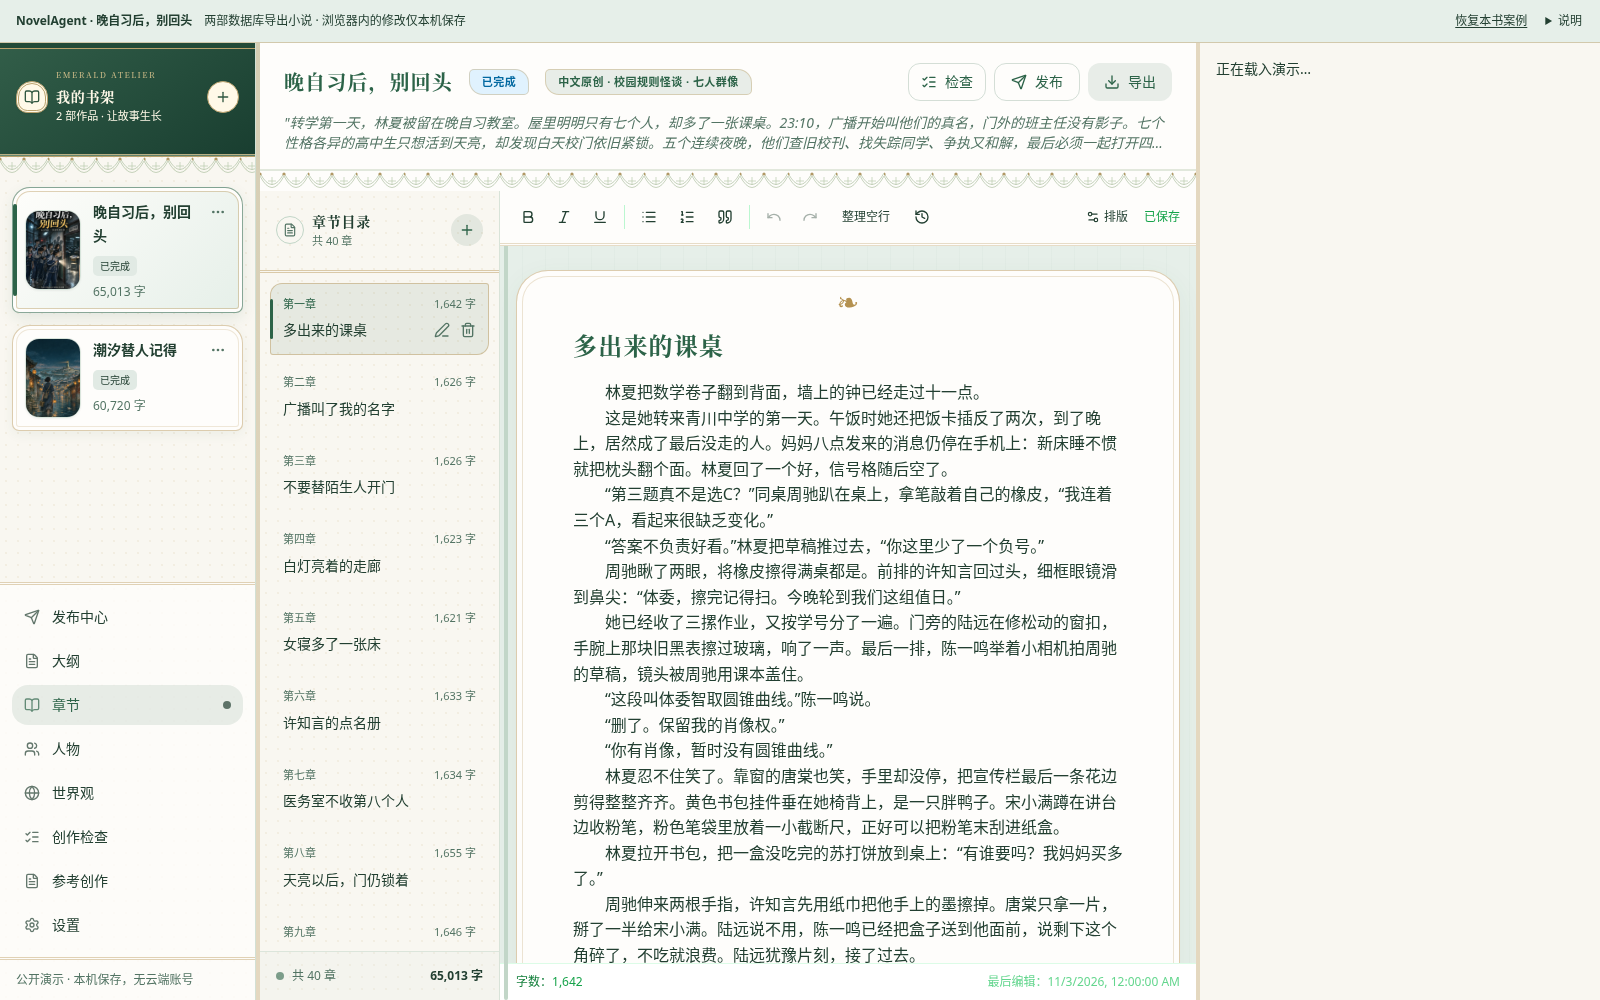 NovelAgent · 晚自习后，别回头
两部数据库导出小说 · 浏览器内的修改仅本机保存
恢复本书案例
说明
EMERALD ATELIER
我的书架
2 部作品 · 让故事生长
晚自习后，别回
头
已完成
65,013 字
潮汐替人记得
已完成
60,720 字
发布中心
大纲
章节
人物
世界观
创作检查
参考创作
设置
公开演示 · 本机保存，无云端账号
晚自习后，别回头
已完成
中文原创 · 校园规则怪谈 · 七人群像
检查
发布
导出
"转学第一天，林夏被留在晚自习教室。屋里明明只有七个人，却多了一张课桌。23:10，广播开始叫他们的真名，门外的班主任没有影子。七个
性格各异的高中生只想活到天亮，却发现白天校门依旧紧锁。五个连续夜晚，他们查旧校刊、找失踪同学、争执又和解，最后必须一起打开四...
章节目录
共 40 章
第一章
1,642 字
多出来的课桌
第二章
1,626 字
广播叫了我的名字
第三章
1,626 字
不要替陌生人开门
第四章
1,623 字
白灯亮着的走廊
第五章
1,621 字
女寝多了一张床
第六章
1,633 字
许知言的点名册
第七章
1,634 字
医务室不收第八个人
第八章
1,655 字
天亮以后，门仍锁着
第九章
1,646 字
共 40 章
65,013 字
整理空行
排版
已保存
多出来的课桌
林夏把数学卷子翻到背面，墙上的钟已经走过十一点。
这是她转来青川中学的第一天。午饭时她还把饭卡插反了两次，到了晚
上，居然成了最后没走的人。妈妈八点发来的消息仍停在手机上：新床睡不惯
就把枕头翻个面。林夏回了一个好，信号格随后空了。
“第三题真不是选C？”同桌周驰趴在桌上，拿笔敲着自己的橡皮，“我连着
三个A，看起来很缺乏变化。”
“答案不负责好看。”林夏把草稿推过去，“你这里少了一个负号。”
周驰瞅了两眼，将橡皮擦得满桌都是。前排的许知言回过头，细框眼镜滑
到鼻尖：“体委，擦完记得扫。今晚轮到我们这组值日。”
她已经收了三摞作业，又按学号分了一遍。门旁的陆远在修松动的窗扣，
手腕上那块旧黑表擦过玻璃，响了一声。最后一排，陈一鸣举着小相机拍周驰
的草稿，镜头被周驰用课本盖住。
“这段叫体委智取圆锥曲线。”陈一鸣说。
“删了。保留我的肖像权。”
“你有肖像，暂时没有圆锥曲线。”
林夏忍不住笑了。靠窗的唐棠也笑，手里却没停，把宣传栏最后一条花边
剪得整整齐齐。黄色书包挂件垂在她椅背上，是一只胖鸭子。宋小满蹲在讲台
边收粉笔，粉色笔袋里放着一小截断尺，正好可以把粉笔末刮进纸盒。
林夏拉开书包，把一盒没吃完的苏打饼放到桌上：“有谁要吗？我妈妈买多
了。”
周驰伸来两根手指，许知言先用纸巾把他手上的墨擦掉。唐棠只拿一片，
掰了一半给宋小满。陆远说不用，陈一鸣已经把盒子送到他面前，说剩下这个
角碎了，不吃就浪费。陆远犹豫片刻，接了过去。
字数：1,642
最后编辑：11/3/2026, 12:00:00 AM
正在载入演示...